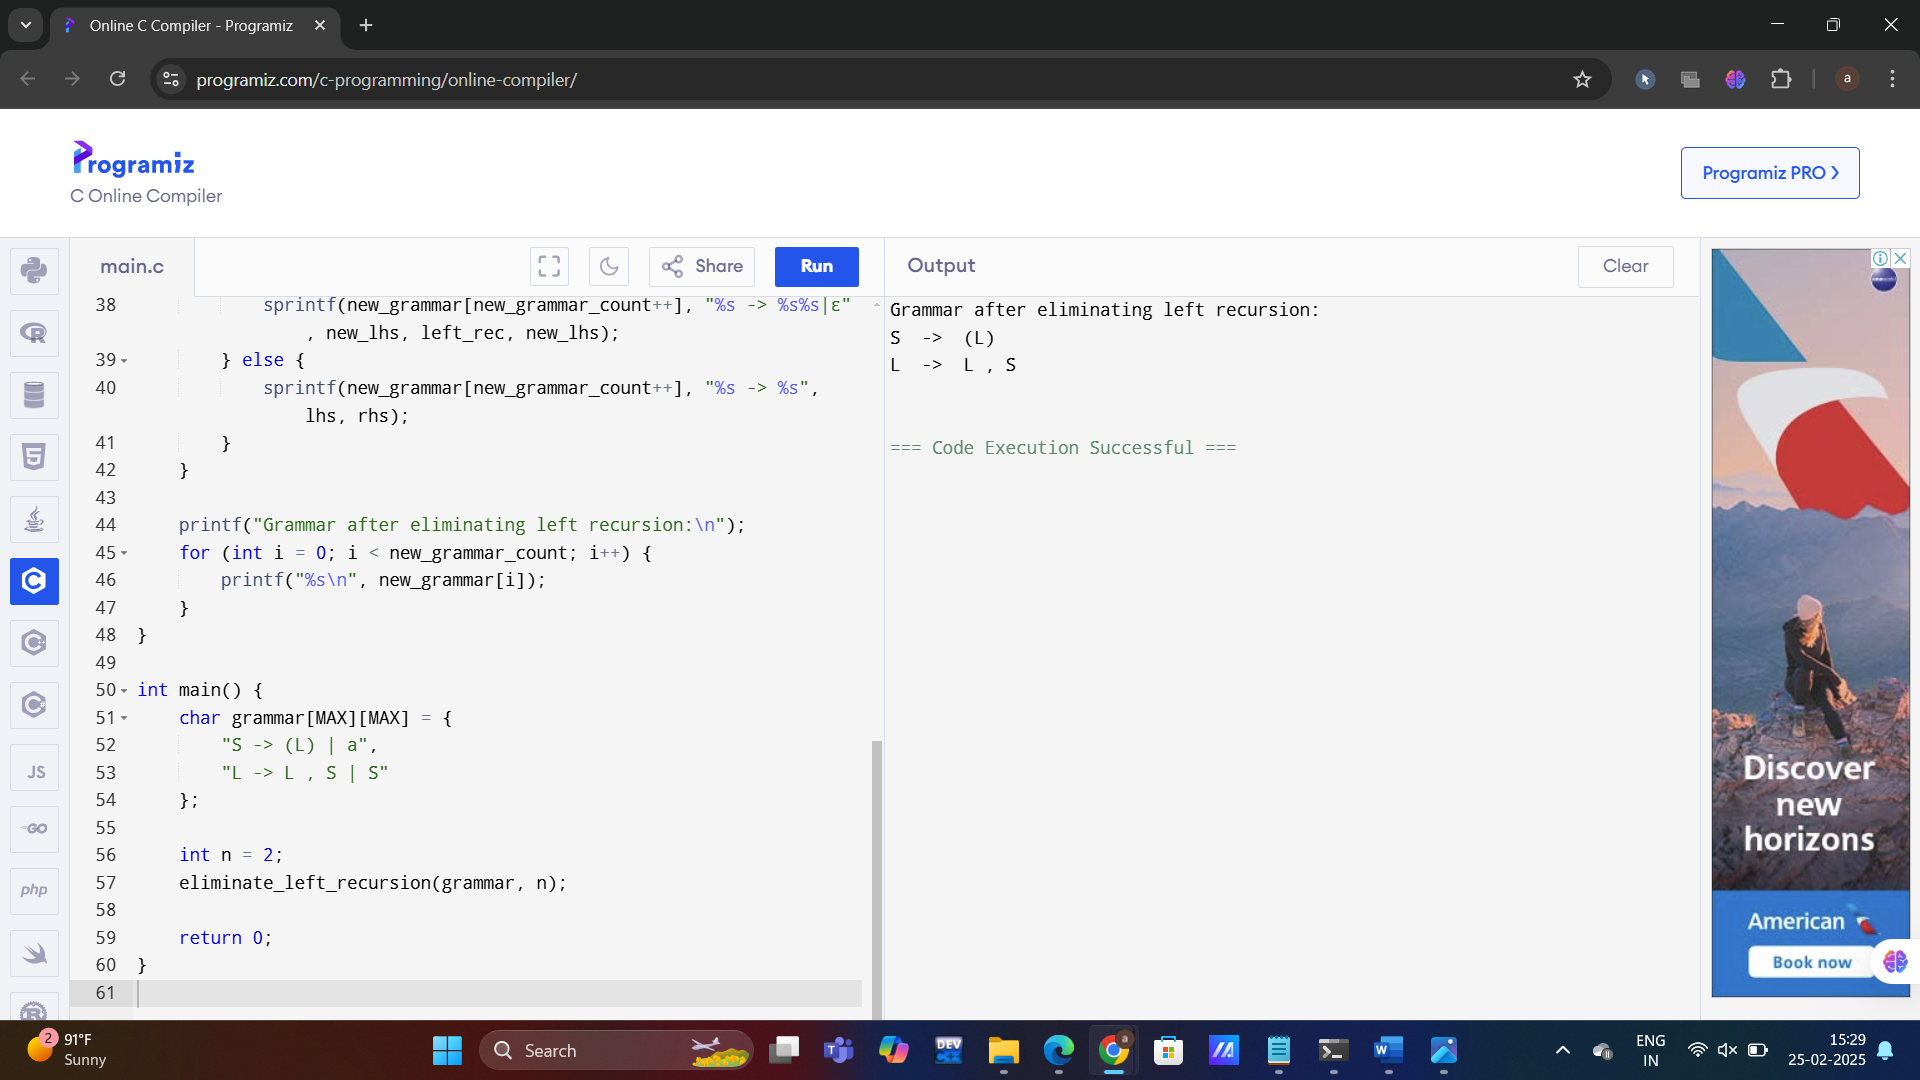 Online C Compiler - Programiz
programiz.com/c-programming/online-compiler/
a
Programiz
C Online Compiler
Programiz PRO
main.c
Share
Run
Output
Clear
38 sprintf(new_grammar[new_grammar_count++], "%s -> %s%s|ε"
, new_lhs, left_rec, new_lhs);
39 } else {
40 sprintf(new_grammar[new_grammar_count++], "%s -> %s",
lhs, rhs);
41 }
42 }
43
44 printf("Grammar after eliminating left recursion:\n");
45 for (int i = 0; i < new_grammar_count; i++) {
46 printf("%s\n", new_grammar[i]);
47 }
48 }
49
50 int main() {
51 char grammar[MAX][MAX] = {
52 "S -> (L) | a",
53 "L -> L , S | S"
54 };
55
56 int n = 2;
57 eliminate_left_recursion(grammar, n);
58
59 return 0;
60 }
61
Grammar after eliminating left recursion:
S -> (L)
L -> L , S
=== Code Execution Successful ===
JS
GO
php
Discover
new
horizons
American
Book now
2
91°F
Sunny
Search
DEV
C++
a
W
ENG
IN
15:29
25-02-2025